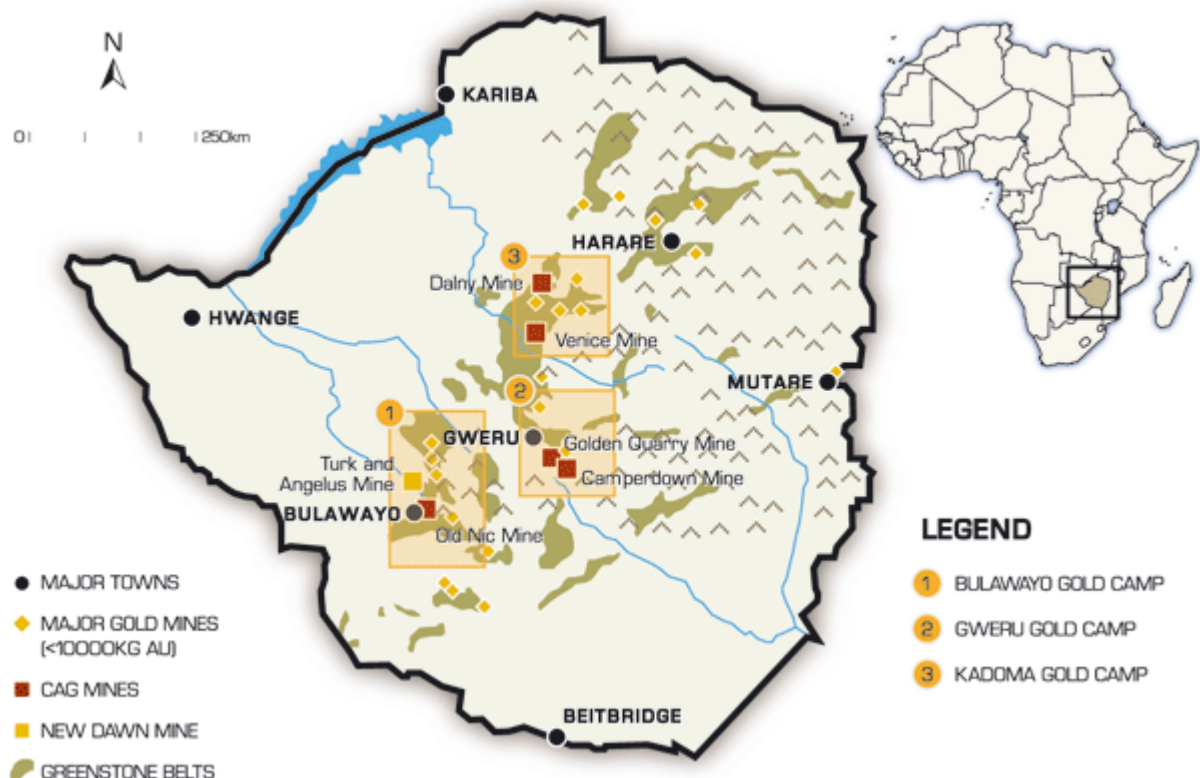 N
0
250km
KARIBA
HARARE
3
Dalny Mine
HWANGE
Venice Mine
MUTARE
2
1
GWERU
Golden Quarry Mine
Turk and
Angelus Mine
Camperdown Mine
BULAWAYO
Old Nic Mine
BEITBRIDGE
MAJOR TOWNS
MAJOR GOLD MINES
(<10000KG AU)
CAG MINES
NEW DAWN MINE
GREENSTONE BELTS
LEGEND
1 BULAWAYO GOLD CAMP
2 GWERU GOLD CAMP
3 KADOMA GOLD CAMP